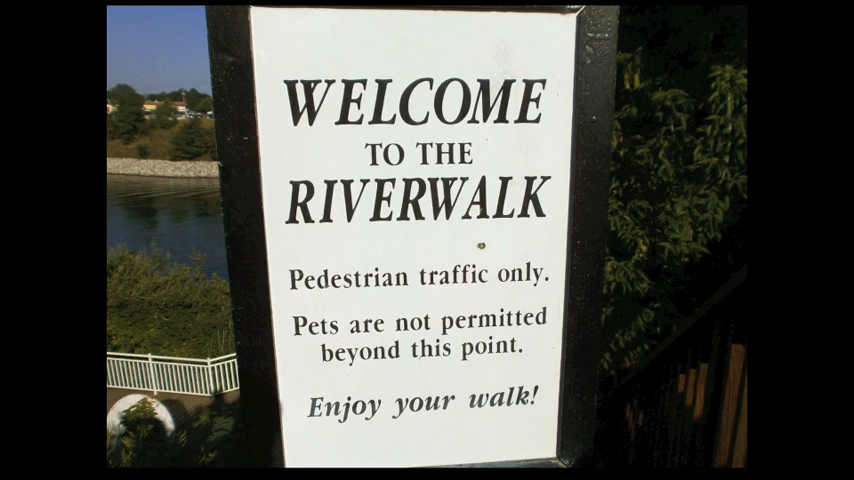 WELCOME
TO THE
RIVERWALK
Pedestrian traffic only.
Pets are not permitted
beyond this point.
Enjoy your walk!